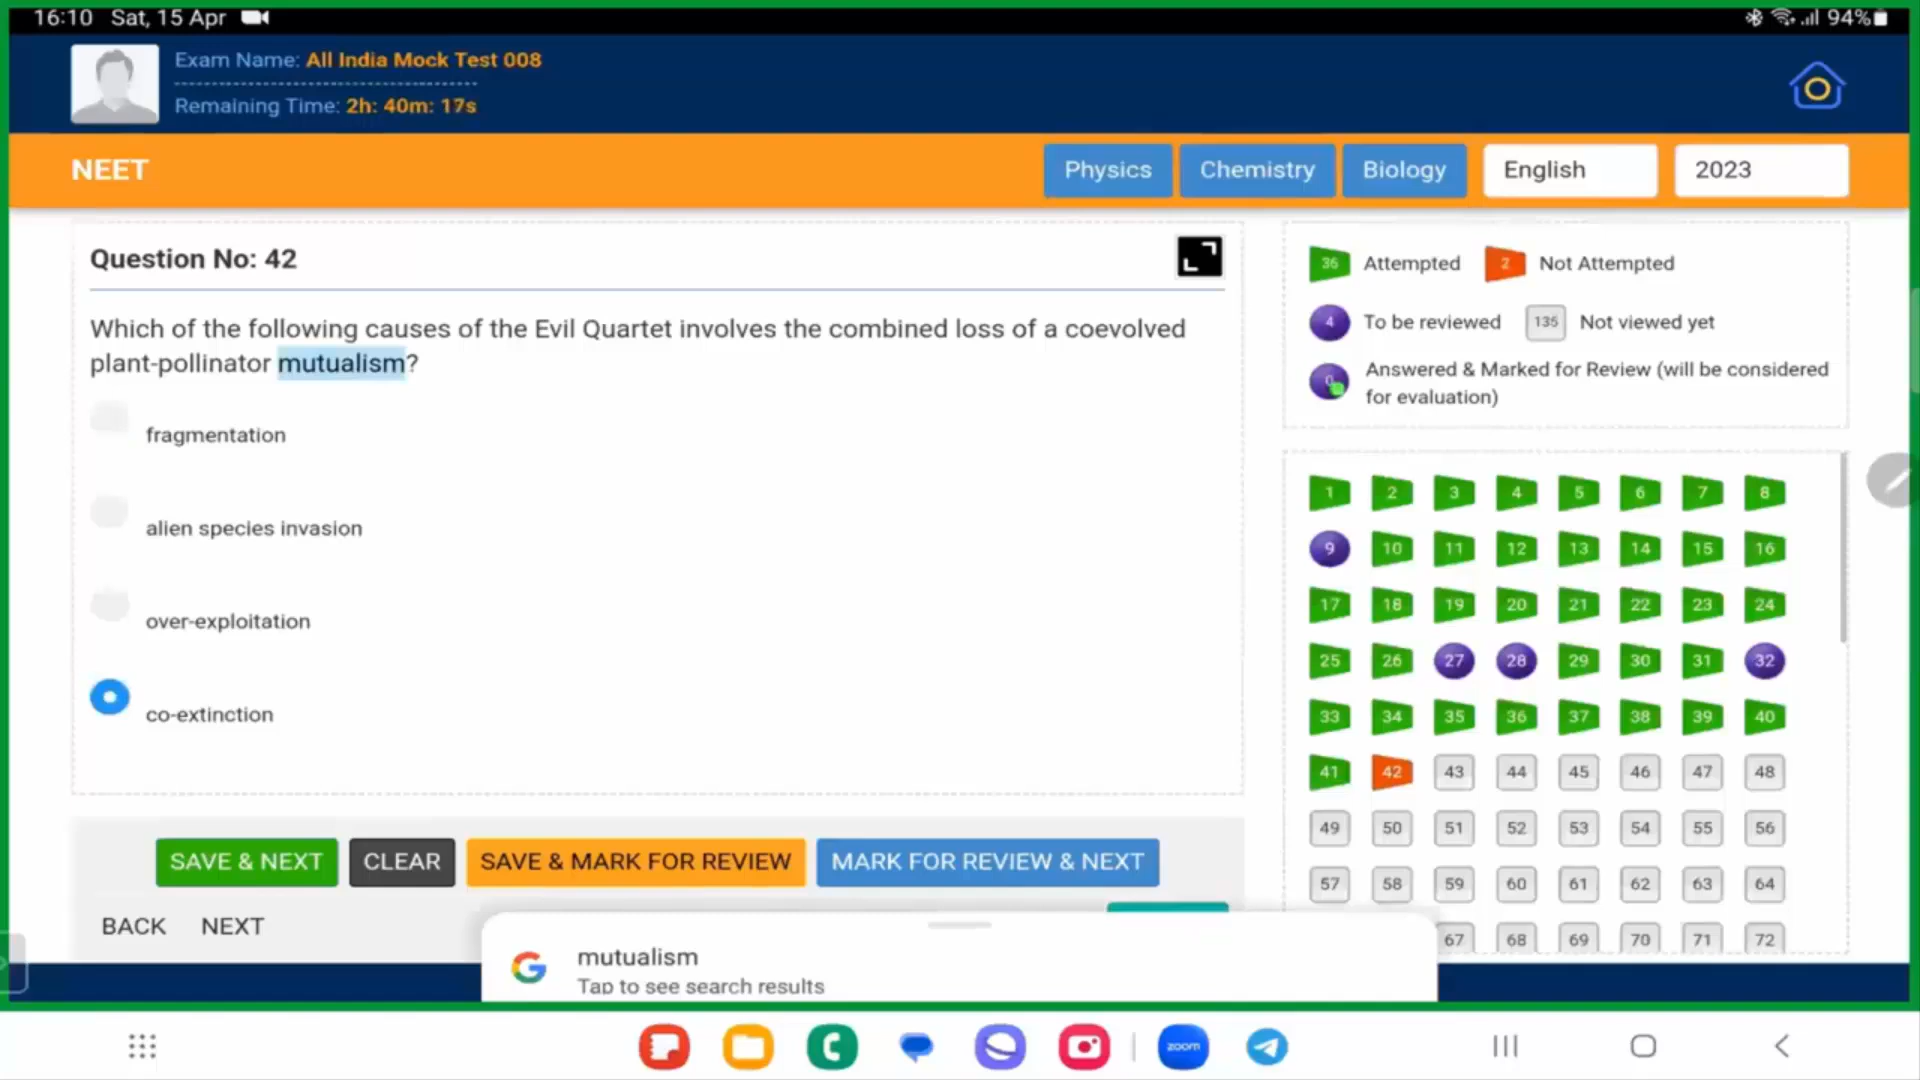 16:10 Sat, 15 Apr
94%
Exam Name: All India Mock Test 008
Remaining Time: 2h: 40m: 17s
NEET
Physics
Chemistry
Biology
English
2023
Question No: 42
Which of the following causes of the Evil Quartet involves the combined loss of a coevolved
plant-pollinator mutualism?
fragmentation
alien species invasion
over-exploitation
co-extinction
SAVE & NEXT
CLEAR
SAVE & MARK FOR REVIEW
MARK FOR REVIEW & NEXT
BACK
NEXT
36 Attempted
2 Not Attempted
4 To be reviewed
135 Not viewed yet
0 Answered & Marked for Review (will be considered
for evaluation)
1 2 3 4 5 6 7 8
9 10 11 12 13 14 15 16
17 18 19 20 21 22 23 24
25 26 27 28 29 30 31 32
33 34 35 36 37 38 39 40
41 42 43 44 45 46 47 48
49 50 51 52 53 54 55 56
57 58 59 60 61 62 63 64
67 68 69 70 71 72
mutualism
Tap to see search results
zoom